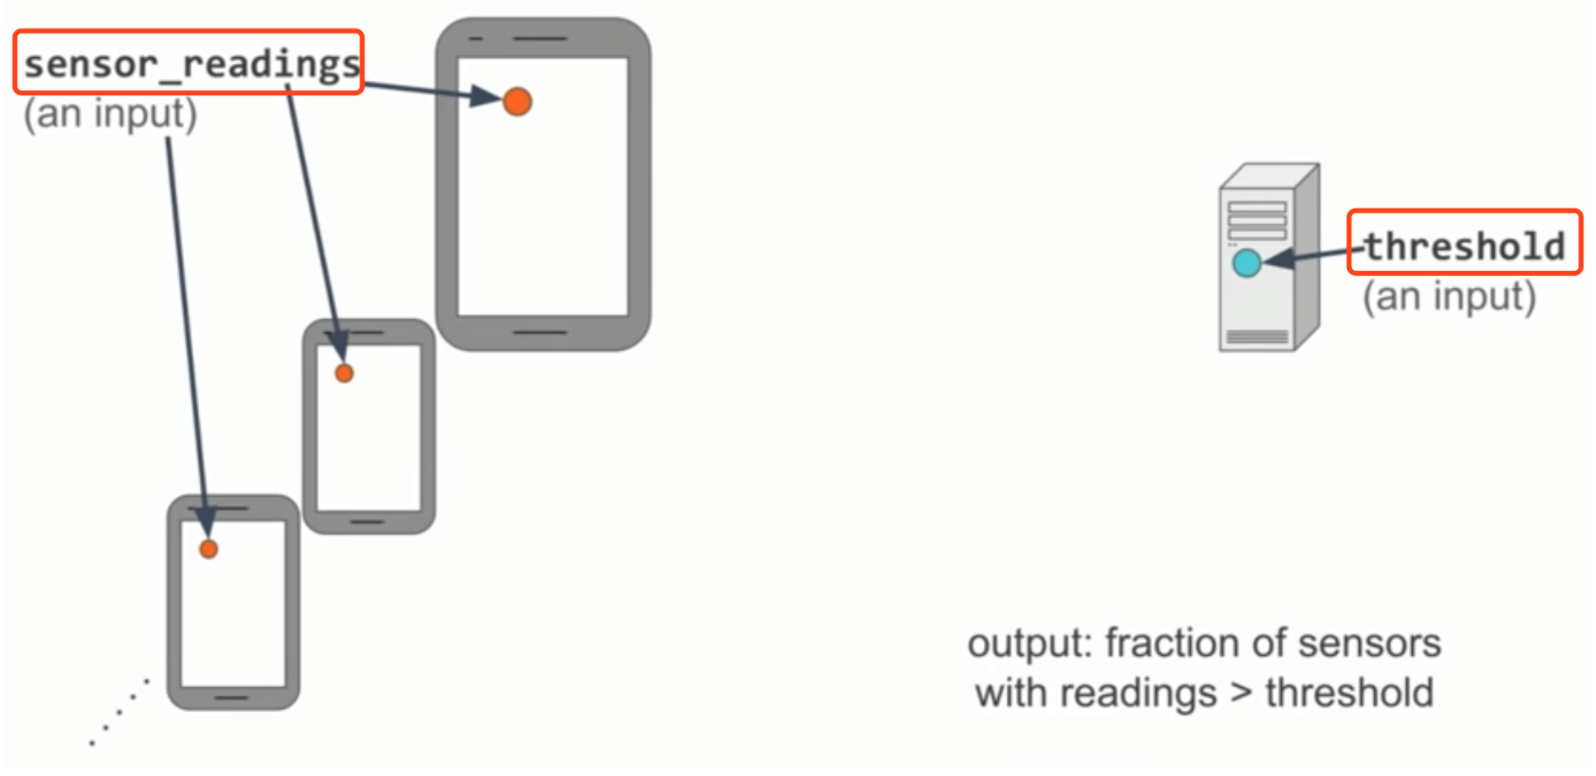 sensor_readings
(an input)
threshold
(an input)
output: fraction of sensors
with readings > threshold